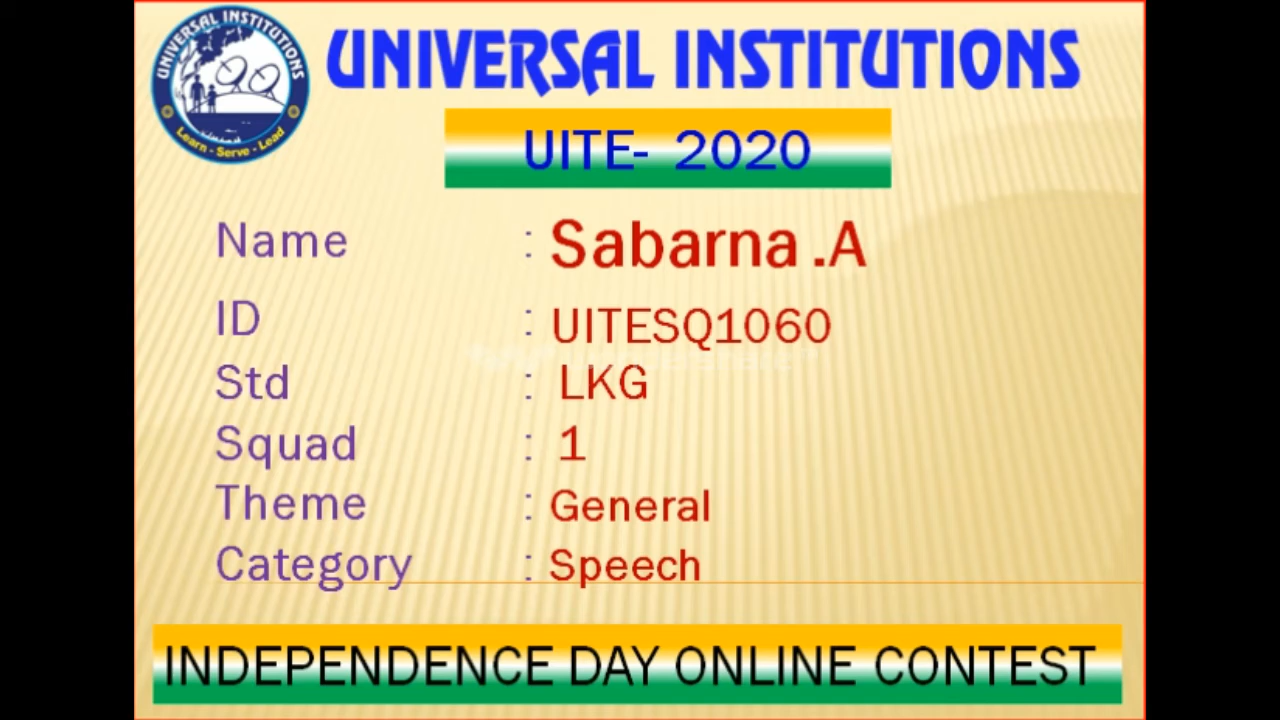 UNIVERSAL INSTITUTIONS
Learn - Serve - Lead
UNIVERSAL INSTITUTIONS
UITE- 2020
Name : Sabarna .A
ID : UITESQ1060
Std : LKG
Squad : 1
Theme : General
Category : Speech
INDEPENDENCE DAY ONLINE CONTEST